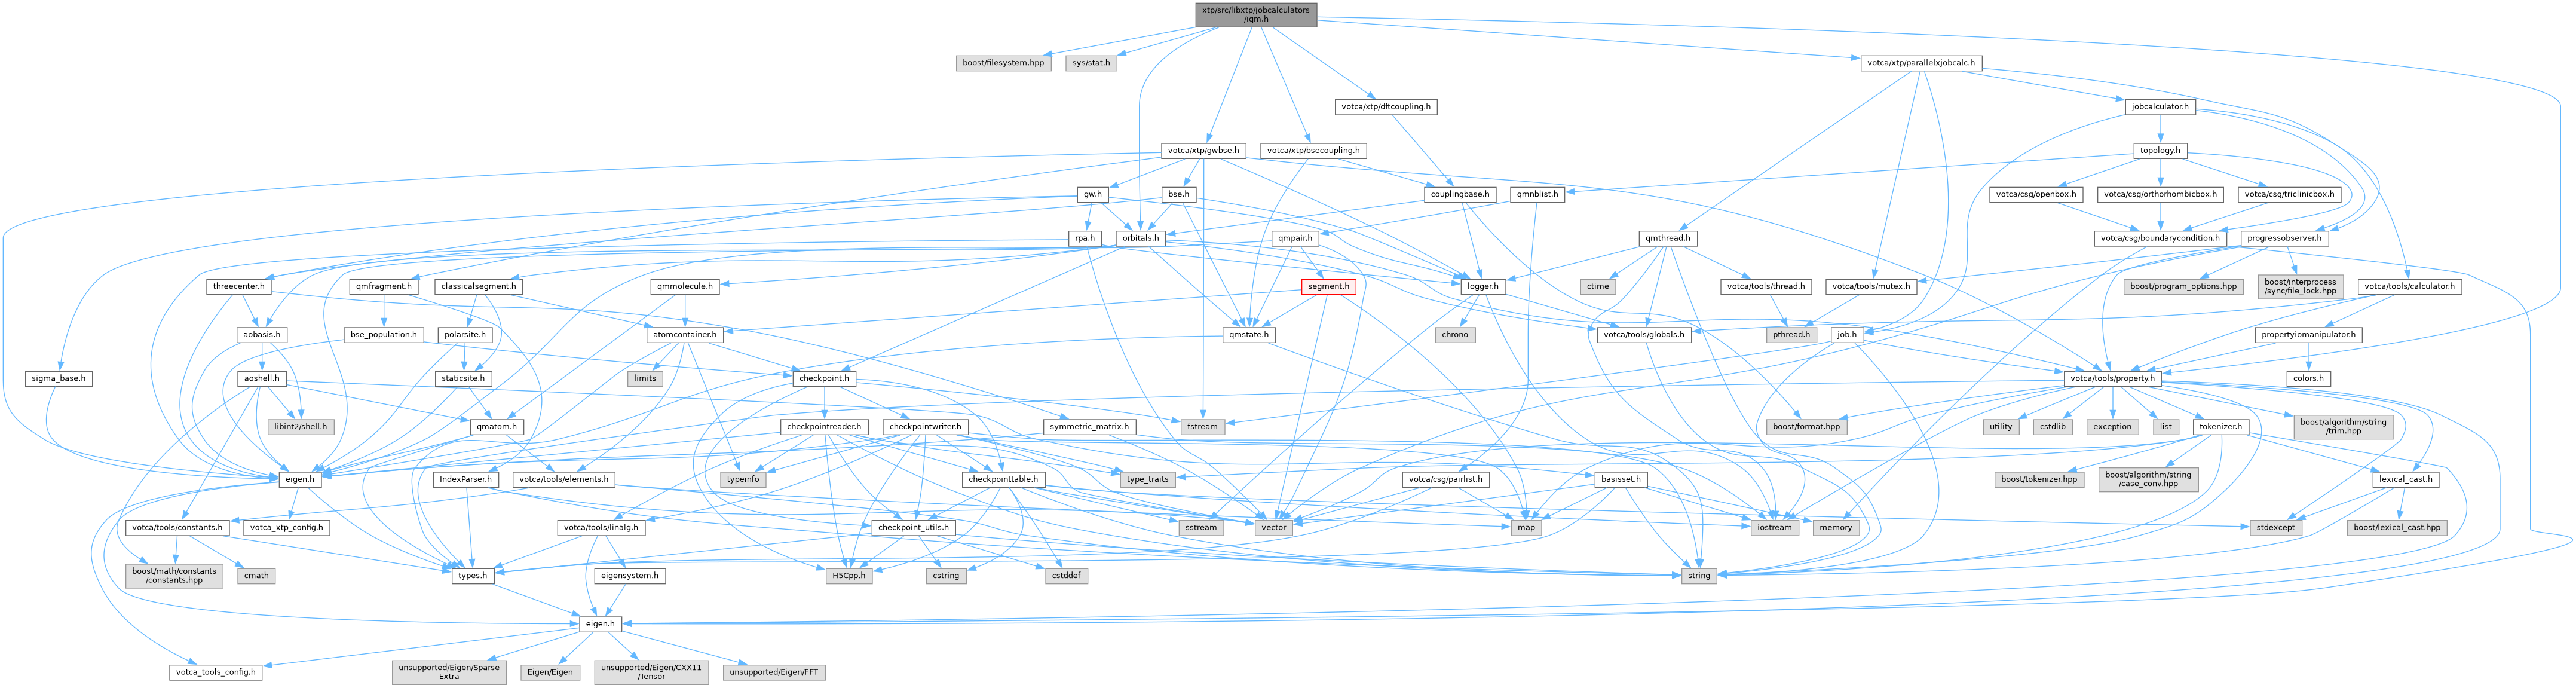 xtp/src/libxtp/jobcalculators
/iqm.h
boost/filesystem.hpp
sys/stat.h
votca/xtp/parallelxjobcalc.h
votca/xtp/dftcoupling.h
jobcalculator.h
votca/xtp/gwbse.h
votca/xtp/bsecoupling.h
topology.h
gw.h
bse.h
couplingbase.h
qmnblist.h
votca/csg/openbox.h
votca/csg/orthorhombicbox.h
votca/csg/triclinicbox.h
rpa.h
orbitals.h
qmpair.h
qmthread.h
votca/csg/boundarycondition.h
progressobserver.h
threecenter.h
qmfragment.h
classicalsegment.h
qmmolecule.h
segment.h
logger.h
ctime
votca/tools/thread.h
votca/tools/mutex.h
boost/program_options.hpp
boost/interprocess
/sync/file_lock.hpp
votca/tools/calculator.h
aobasis.h
bse_population.h
polarsite.h
atomcontainer.h
qmstate.h
chrono
votca/tools/globals.h
pthread.h
job.h
propertyiomanipulator.h
sigma_base.h
aoshell.h
staticsite.h
limits
checkpoint.h
votca/tools/property.h
colors.h
libint2/shell.h
qmatom.h
checkpointreader.h
checkpointwriter.h
symmetric_matrix.h
fstream
boost/format.hpp
utility
cstdlib
exception
list
tokenizer.h
boost/algorithm/string
/trim.hpp
eigen.h
IndexParser.h
votca/tools/elements.h
typeinfo
checkpointtable.h
type_traits
votca/csg/pairlist.h
basisset.h
boost/tokenizer.hpp
boost/algorithm/string
/case_conv.hpp
lexical_cast.h
votca/tools/constants.h
votca_xtp_config.h
votca/tools/linalg.h
checkpoint_utils.h
sstream
vector
map
iostream
memory
stdexcept
boost/lexical_cast.hpp
boost/math/constants
/constants.hpp
cmath
types.h
eigensystem.h
H5Cpp.h
cstring
cstddef
string
eigen.h
votca_tools_config.h
unsupported/Eigen/Sparse
Extra
Eigen/Eigen
unsupported/Eigen/CXX11
/Tensor
unsupported/Eigen/FFT